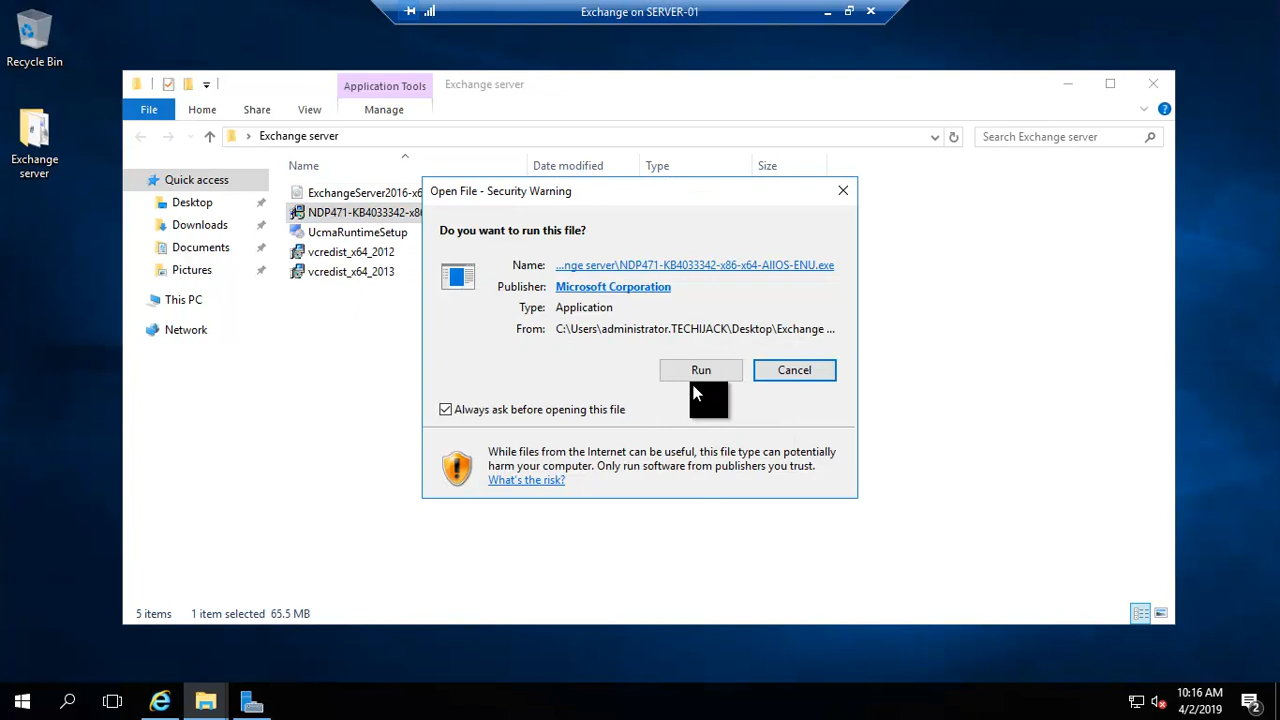 Exchange on SERVER-01
Recycle Bin
Exchange server
Application Tools
Exchange server
File
Home
Share
View
Manage
Exchange server
Search Exchange server
Name
Date modified
Type
Size
Quick access
Desktop
Downloads
Documents
Pictures
This PC
Network
ExchangeServer2016-x6
NDP471-KB4033342-x86
UcmaRuntimeSetup
vcredist_x64_2012
vcredist_x64_2013
Open File - Security Warning
Do you want to run this file?
Name: ...nge server\NDP471-KB4033342-x86-x64-AllOS-ENU.exe
Publisher: Microsoft Corporation
Type: Application
From: C:\Users\administrator.TECHIJACK\Desktop\Exchange ...
Run
Cancel
Always ask before opening this file
While files from the Internet can be useful, this file type can potentially
harm your computer. Only run software from publishers you trust.
What's the risk?
5 items
1 item selected 65.5 MB
10:16 AM
4/2/2019
2